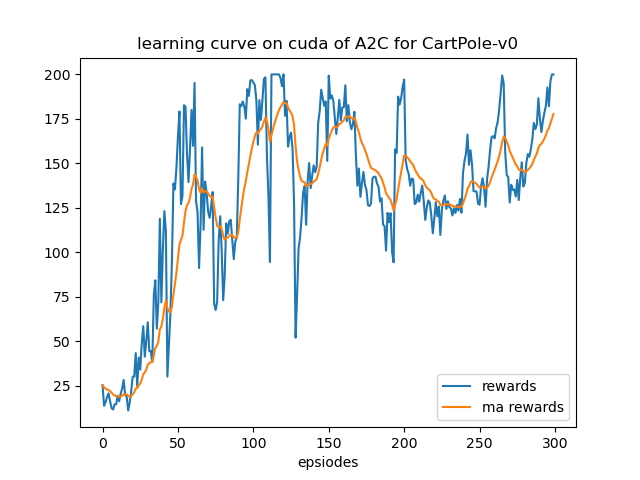 learning curve on cuda of A2C for CartPole-v0
200
175
150
125
100
75
50
25
0 50 100 150 200 250 300
epsiodes
rewards
ma rewards